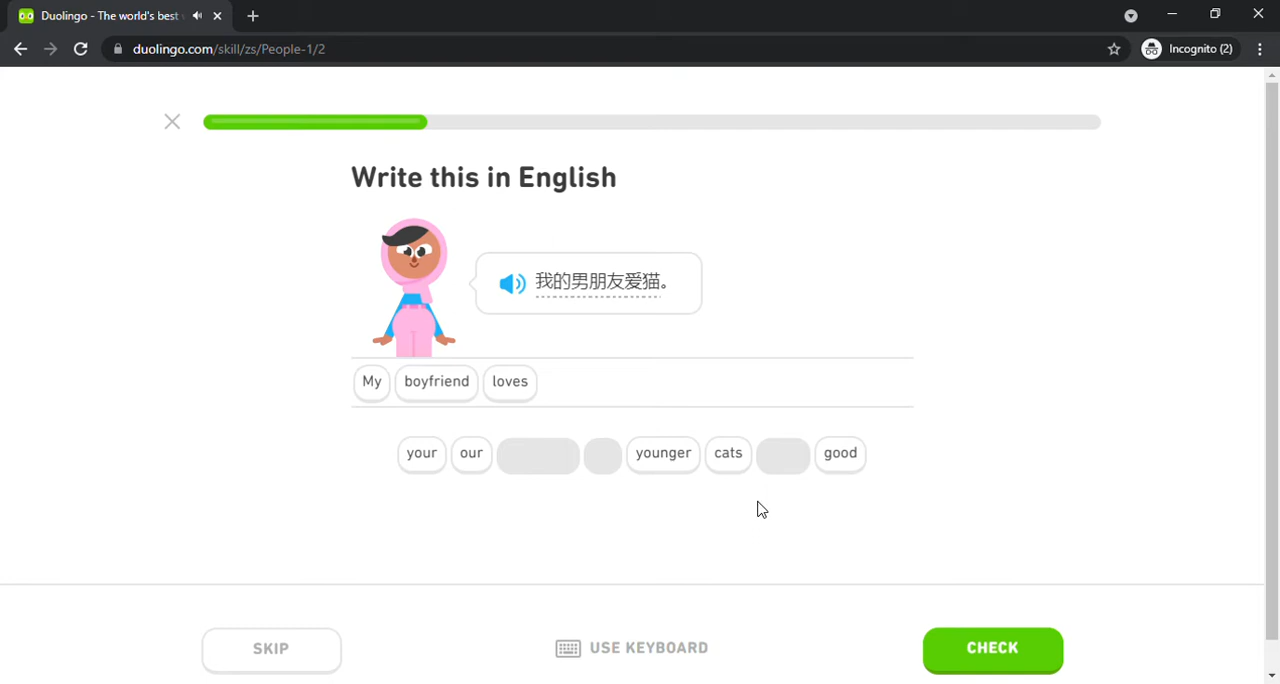 Duolingo - The world's best
duolingo.com/skill/zs/People-1/2
Incognito (2)
Write this in English
我的男朋友爱猫。
My boyfriend loves
your our younger cats good
SKIP
USE KEYBOARD
CHECK